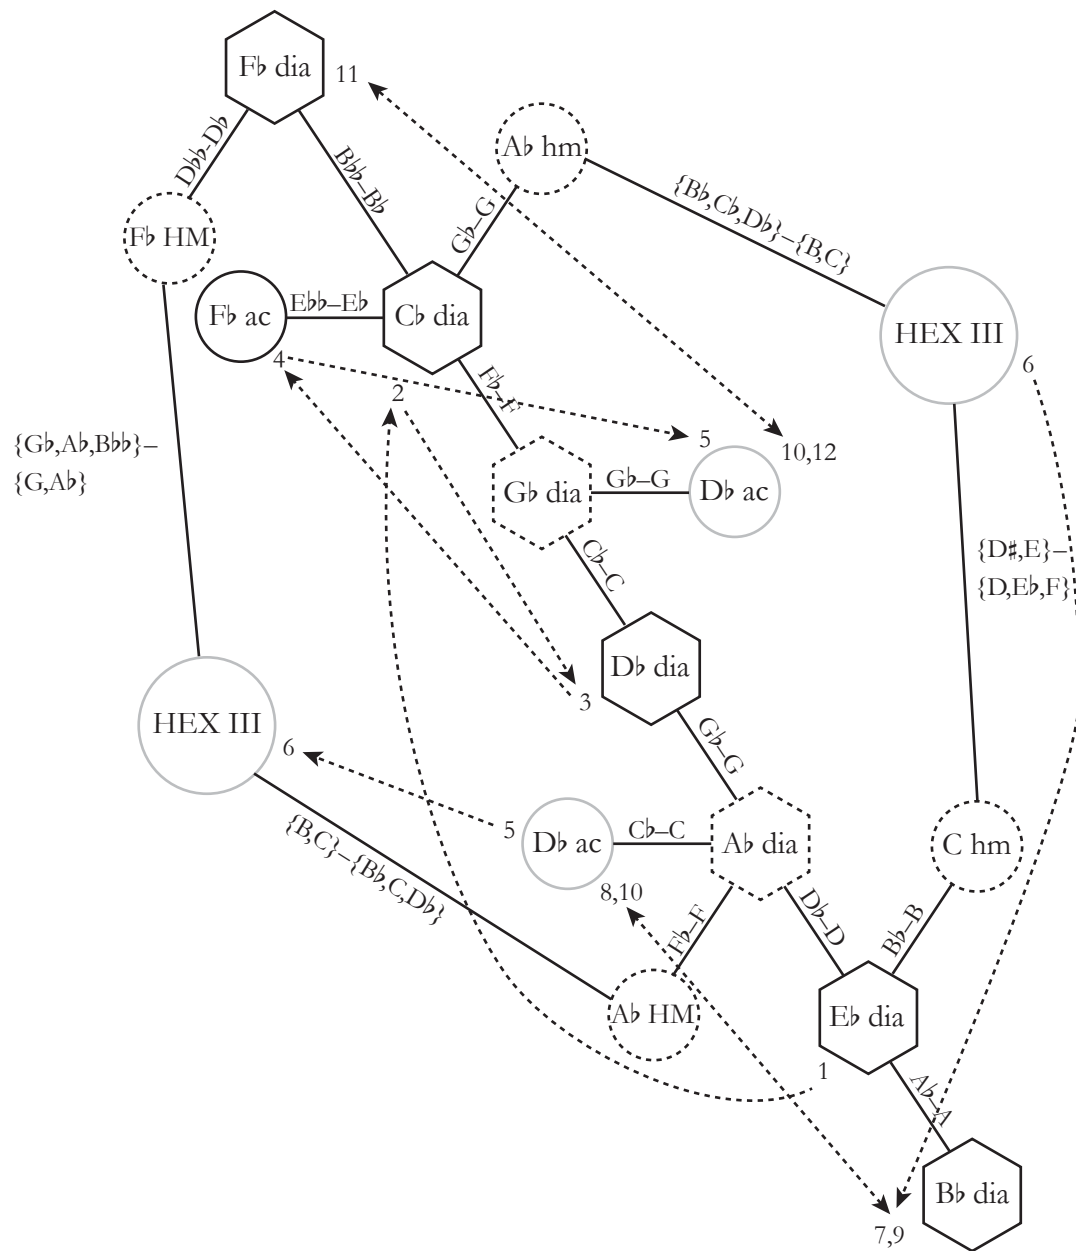 F♭ dia
11
D𝄫–D♭
B𝄫–B♭
A♭ hm
G♭–G
{B♭,C♭,D♭}–{B,C}
F♭ HM
F♭ ac
E𝄫–E♭
C♭ dia
HEX III
4
2
6
F♭–F
{G♭,A♭,B𝄫}–
{G,A♭}
5
10,12
G♭ dia
G♭–G
D♭ ac
C♭–C
{D♯,E}–
{D,E♭,F}
D♭ dia
3
HEX III
6
G♭–G
5
D♭ ac
C♭–C
A♭ dia
C hm
{B,C}–{B♭,C,D♭}
8,10
F♭–F
D♭–D
B♭–B
A♭ HM
E♭ dia
1
A♭–A
B♭ dia
7,9